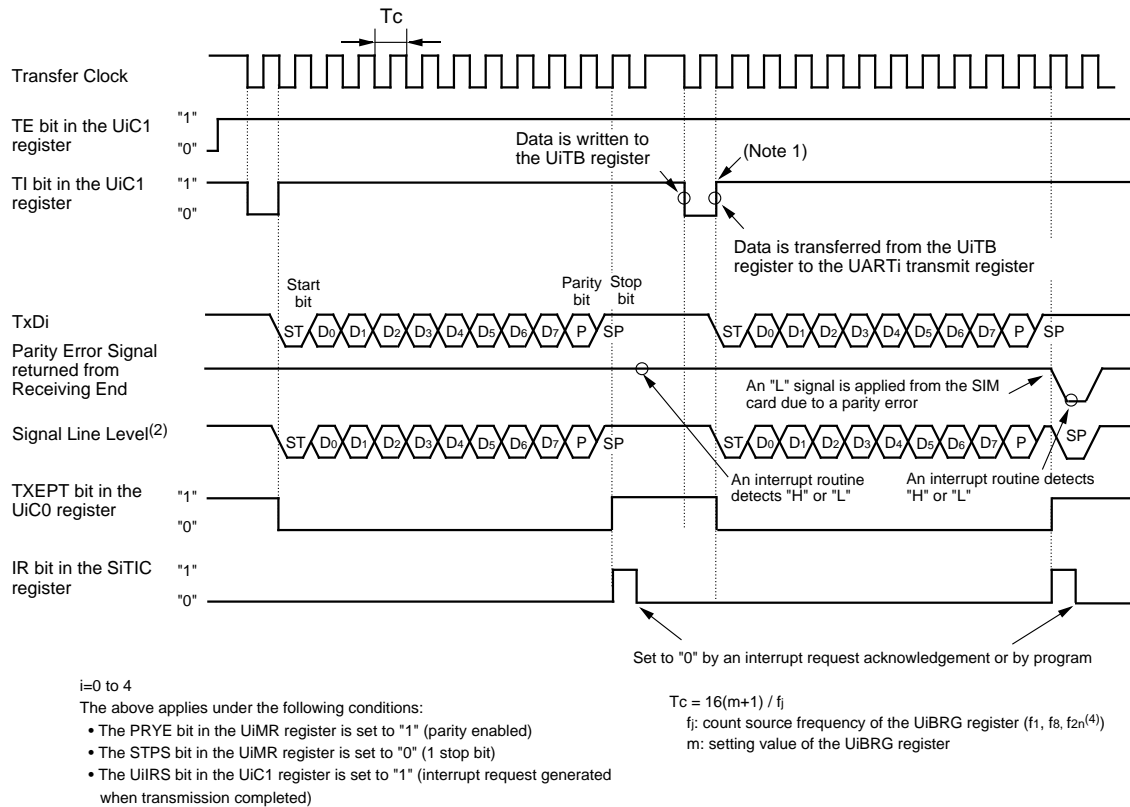 Tc
Transfer Clock
TE bit in the UiC1
register
"1"
"0"
Data is written to
the UiTB register
(Note 1)
TI bit in the UiC1
register
"1"
"0"
Data is transferred from the UiTB
register to the UARTi transmit register
Start
bit
Parity
bit
Stop
bit
TxDi
ST D0 D1 D2 D3 D4 D5 D6 D7 P SP
ST D0 D1 D2 D3 D4 D5 D6 D7 P SP
Parity Error Signal
returned from
Receiving End
An "L" signal is applied from the SIM
card due to a parity error
Signal Line Level(2)
ST D0 D1 D2 D3 D4 D5 D6 D7 P SP
ST D0 D1 D2 D3 D4 D5 D6 D7 P SP
An interrupt routine
detects "H" or "L"
An interrupt routine detects
"H" or "L"
TXEPT bit in the
UiC0 register
"1"
"0"
IR bit in the SiTIC
register
"1"
"0"
Set to "0" by an interrupt request acknowledgement or by program
i=0 to 4
The above applies under the following conditions:
• The PRYE bit in the UiMR register is set to "1" (parity enabled)
• The STPS bit in the UiMR register is set to "0" (1 stop bit)
• The UiIRS bit in the UiC1 register is set to "1" (interrupt request generated
when transmission completed)
Tc = 16(m+1) / fj
fj: count source frequency of the UiBRG register (f1, f8, f2n(4))
m: setting value of the UiBRG register